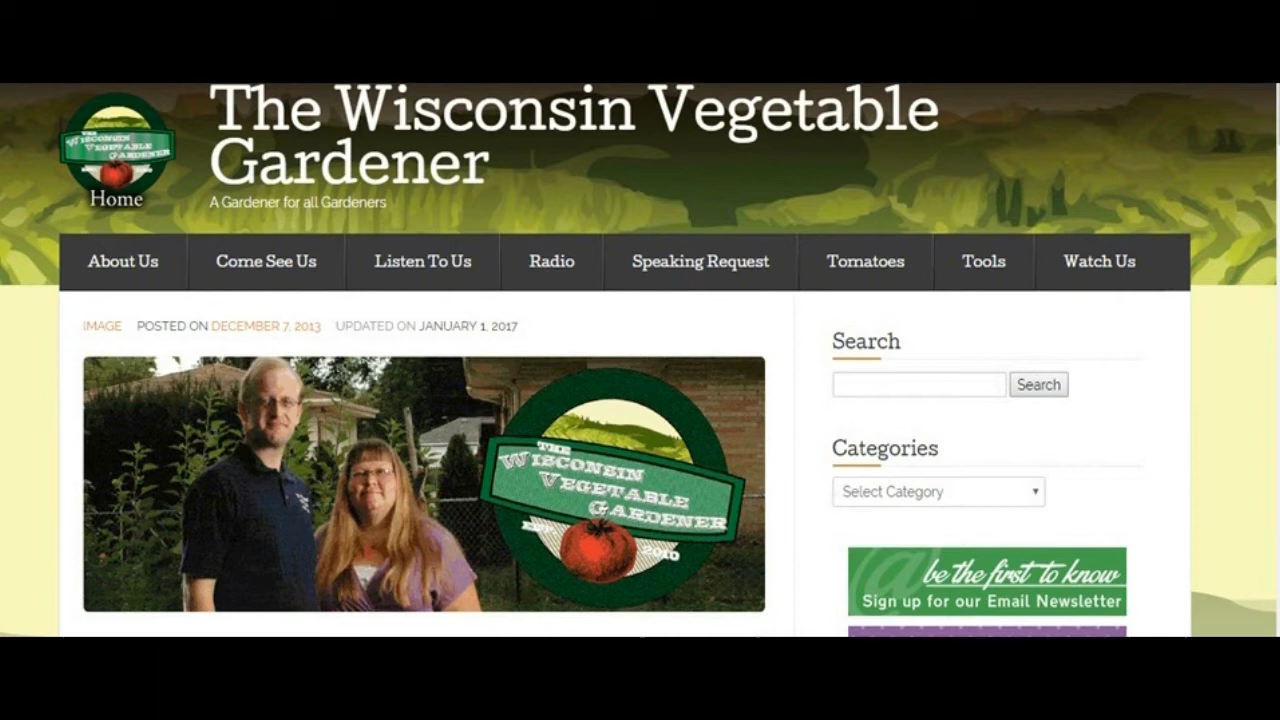 The Wisconsin Vegetable
Gardener
A Gardener for all Gardeners
THE
WISCONSIN
VEGETABLE
GARDENER
Home
About Us
Come See Us
Listen To Us
Radio
Speaking Request
Tomatoes
Tools
Watch Us
IMAGE POSTED ON DECEMBER 7, 2013 UPDATED ON JANUARY 1, 2017
THE
WISCONSIN
VEGETABLE
GARDENER
EST. 2010
Search
Search
Categories
Select Category
@
be the first to know
Sign up for our Email Newsletter